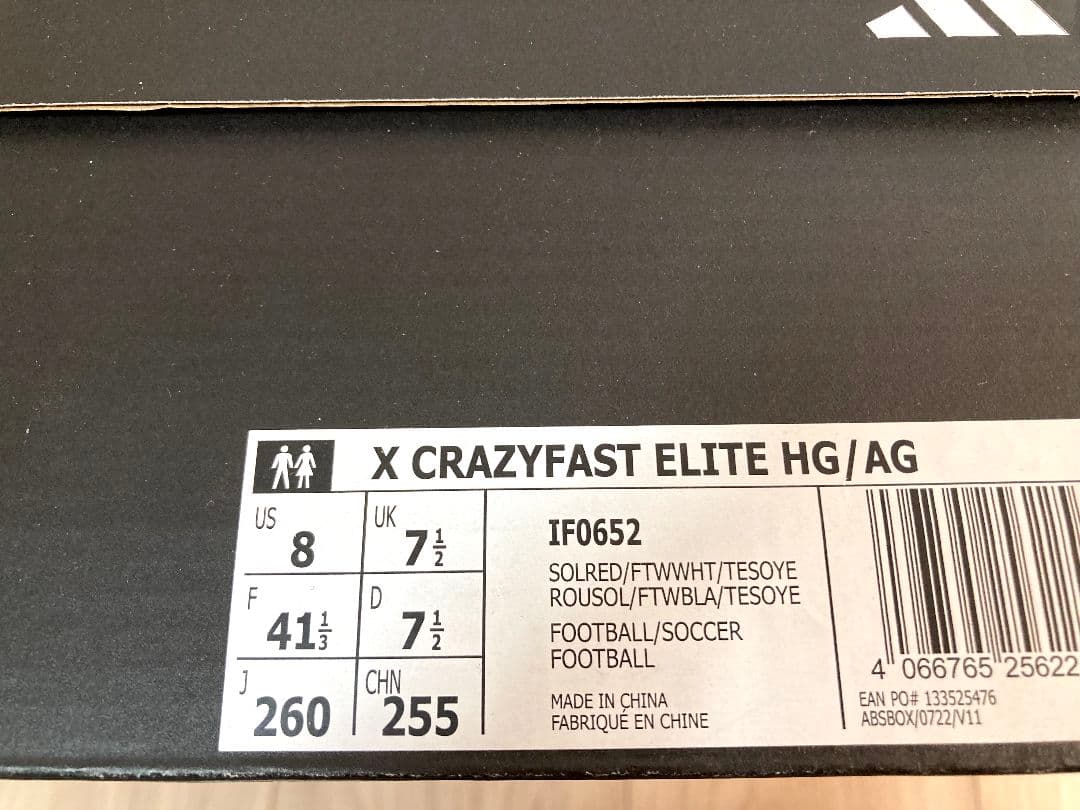 X CRAZYFAST ELITE HG/AG
US 8
UK 7½
F 41⅓
D 7½
J 260
CHN 255
IF0652
SOLRED/FTWWHT/TESOYE
ROUSOL/FTWBLA/TESOYE
FOOTBALL/SOCCER
FOOTBALL
MADE IN CHINA
FABRIQUÉ EN CHINE
4 066765 25622
EAN PO# 133525476
ABSBOX/0722/V11